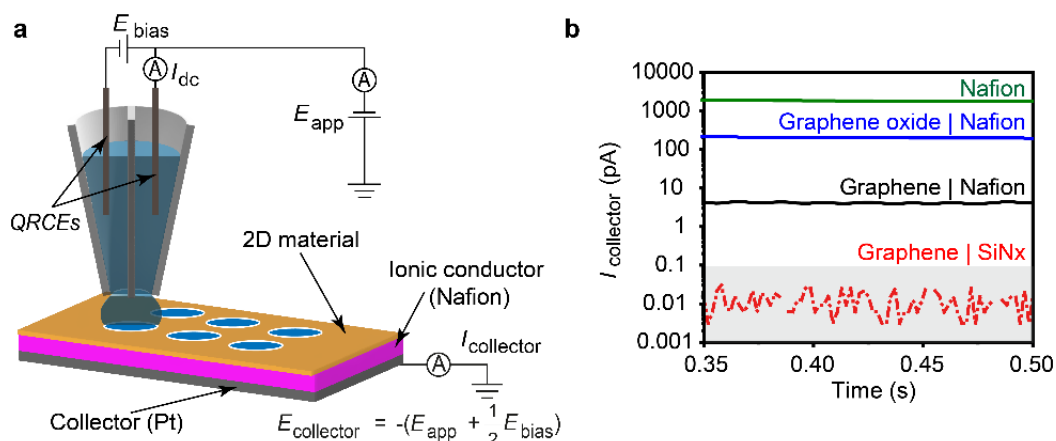 a
E bias
A
I dc
A
E app
QRCEs
2D material
Ionic conductor
(Nafion)
I collector
A
Collector (Pt)
E collector = -(E app + 1/2 E bias)
b
10000
1000
100
10
1
0.1
0.01
0.001
I collector (pA)
Nafion
Graphene oxide | Nafion
Graphene | Nafion
Graphene | SiNx
0.35
0.40
0.45
0.50
Time (s)